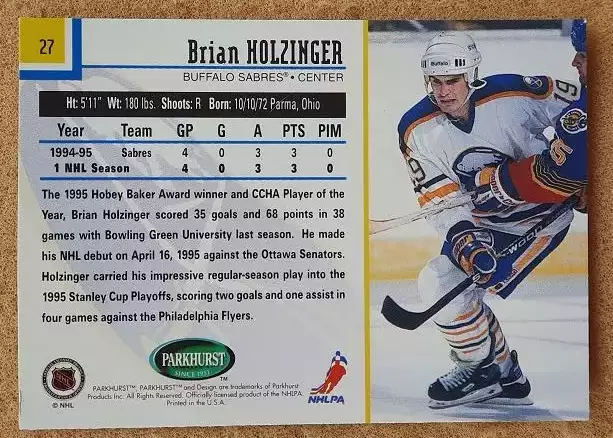 27
Brian HOLZINGER
BUFFALO SABRES® • CENTER
Ht: 5'11" Wt: 180 lbs. Shoots: R Born: 10/10/72 Parma, Ohio
Year Team GP G A PTS PIM
1994-95 Sabres 4 0 3 3 0
1 NHL Season 4 0 3 3 0
The 1995 Hobey Baker Award winner and CCHA Player of the
Year, Brian Holzinger scored 35 goals and 68 points in 38
games with Bowling Green University last season. He made
his NHL debut on April 16, 1995 against the Ottawa Senators.
Holzinger carried his impressive regular-season play into the
1995 Stanley Cup Playoffs, scoring two goals and one assist in
four games against the Philadelphia Flyers.
PARKHURST
SINCE 1951
™
PARKHURST™, PARKHURST™ and Design are trademarks of Parkhurst
Products Inc. All Rights Reserved. Officially licensed product of the NHLPA.
Printed in the U.S.A.
NHL
© NHL
NHLPA
Buffalo
19
19